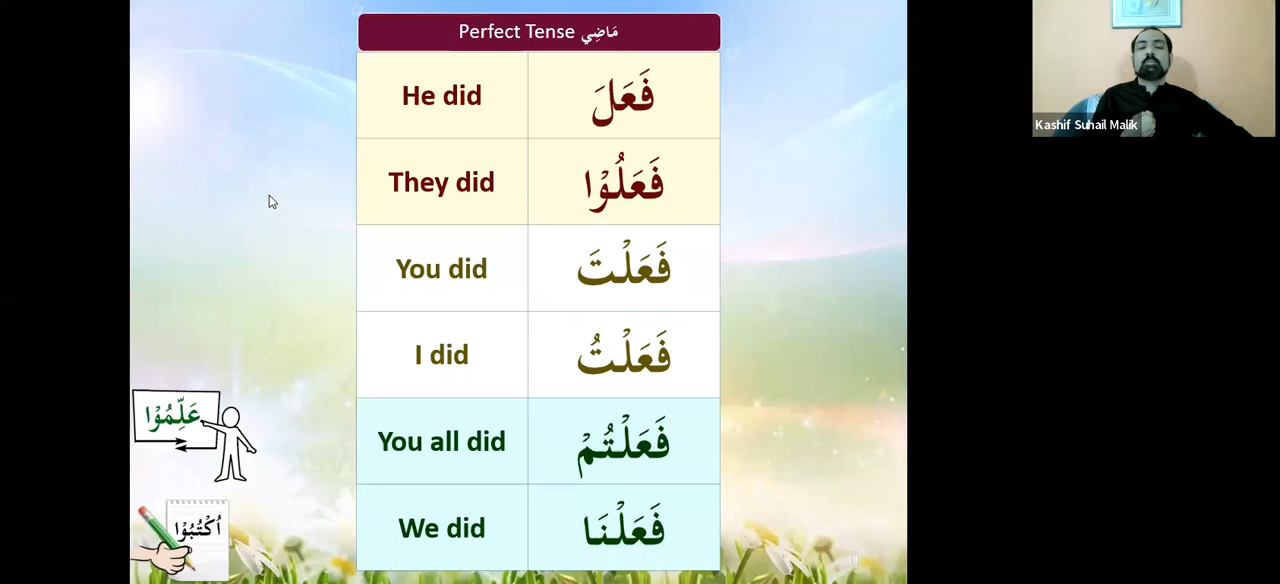 Perfect Tense مَاضِي
He did فَعَلَ
They did فَعَلُوْا
You did فَعَلْتَ
I did فَعَلْتُ
You all did فَعَلْتُمْ
We did فَعَلْنَا
عَلِّمُوْا
اُكْتُبُوْا
Kashif Suhail Malik